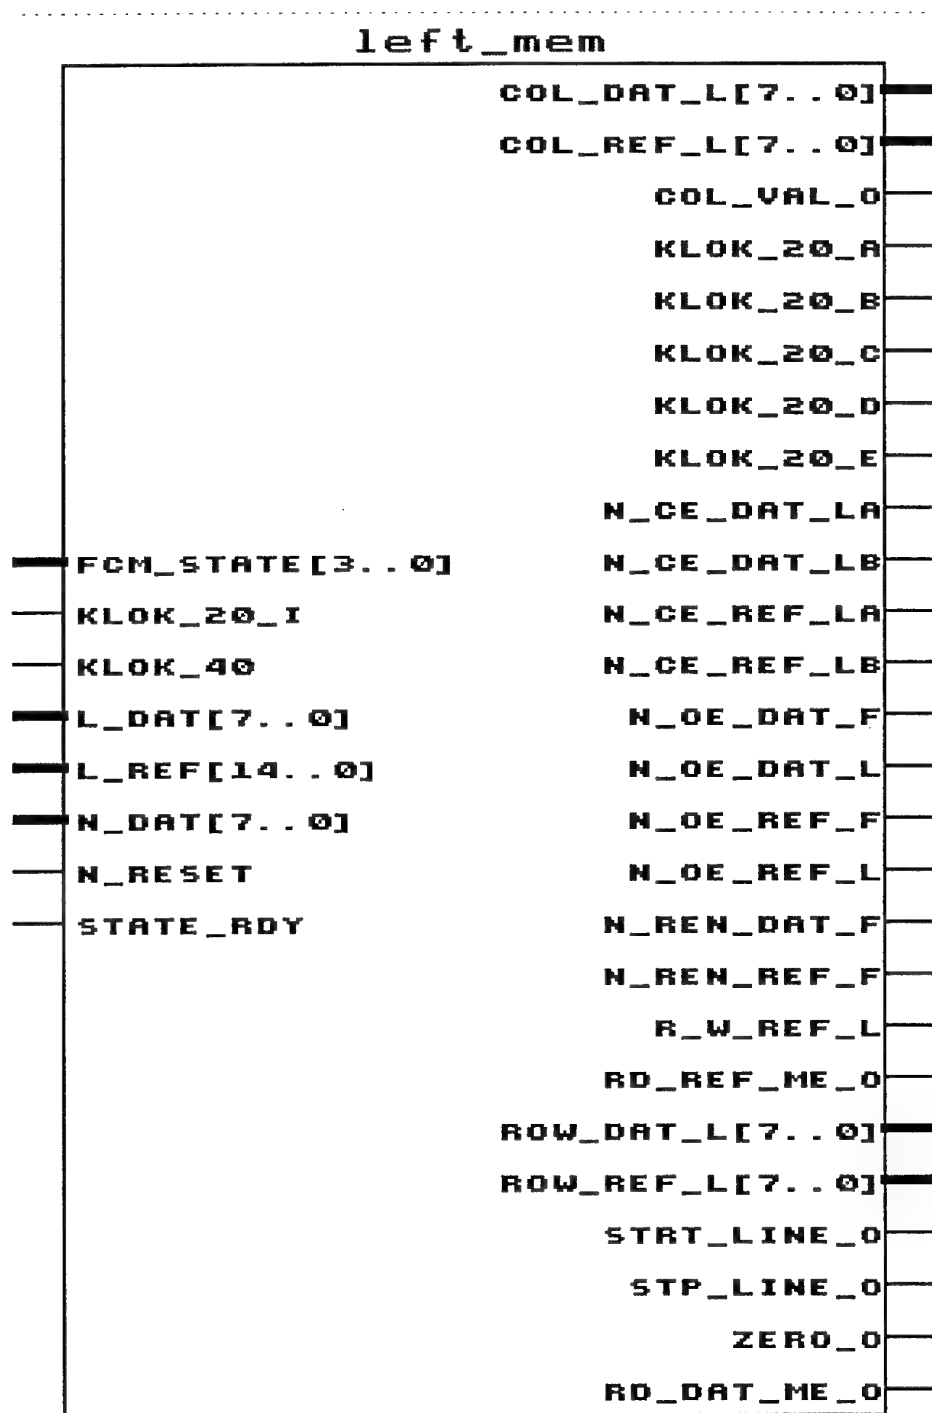 left_mem
COL_DAT_L[7..0]
COL_REF_L[7..0]
COL_VAL_O
KLOK_20_A
KLOK_20_B
KLOK_20_C
KLOK_20_D
KLOK_20_E
N_CE_DAT_LA
FCM_STATE[3..0] N_CE_DAT_LB
KLOK_20_I N_CE_REF_LA
KLOK_40 N_CE_REF_LB
L_DAT[7..0] N_OE_DAT_F
L_REF[14..0] N_OE_DAT_L
N_DAT[7..0] N_OE_REF_F
N_RESET N_OE_REF_L
STATE_RDY N_REN_DAT_F
N_REN_REF_F
R_W_REF_L
RD_REF_ME_O
ROW_DAT_L[7..0]
ROW_REF_L[7..0]
STRT_LINE_O
STP_LINE_O
ZERO_O
RD_DAT_ME_O